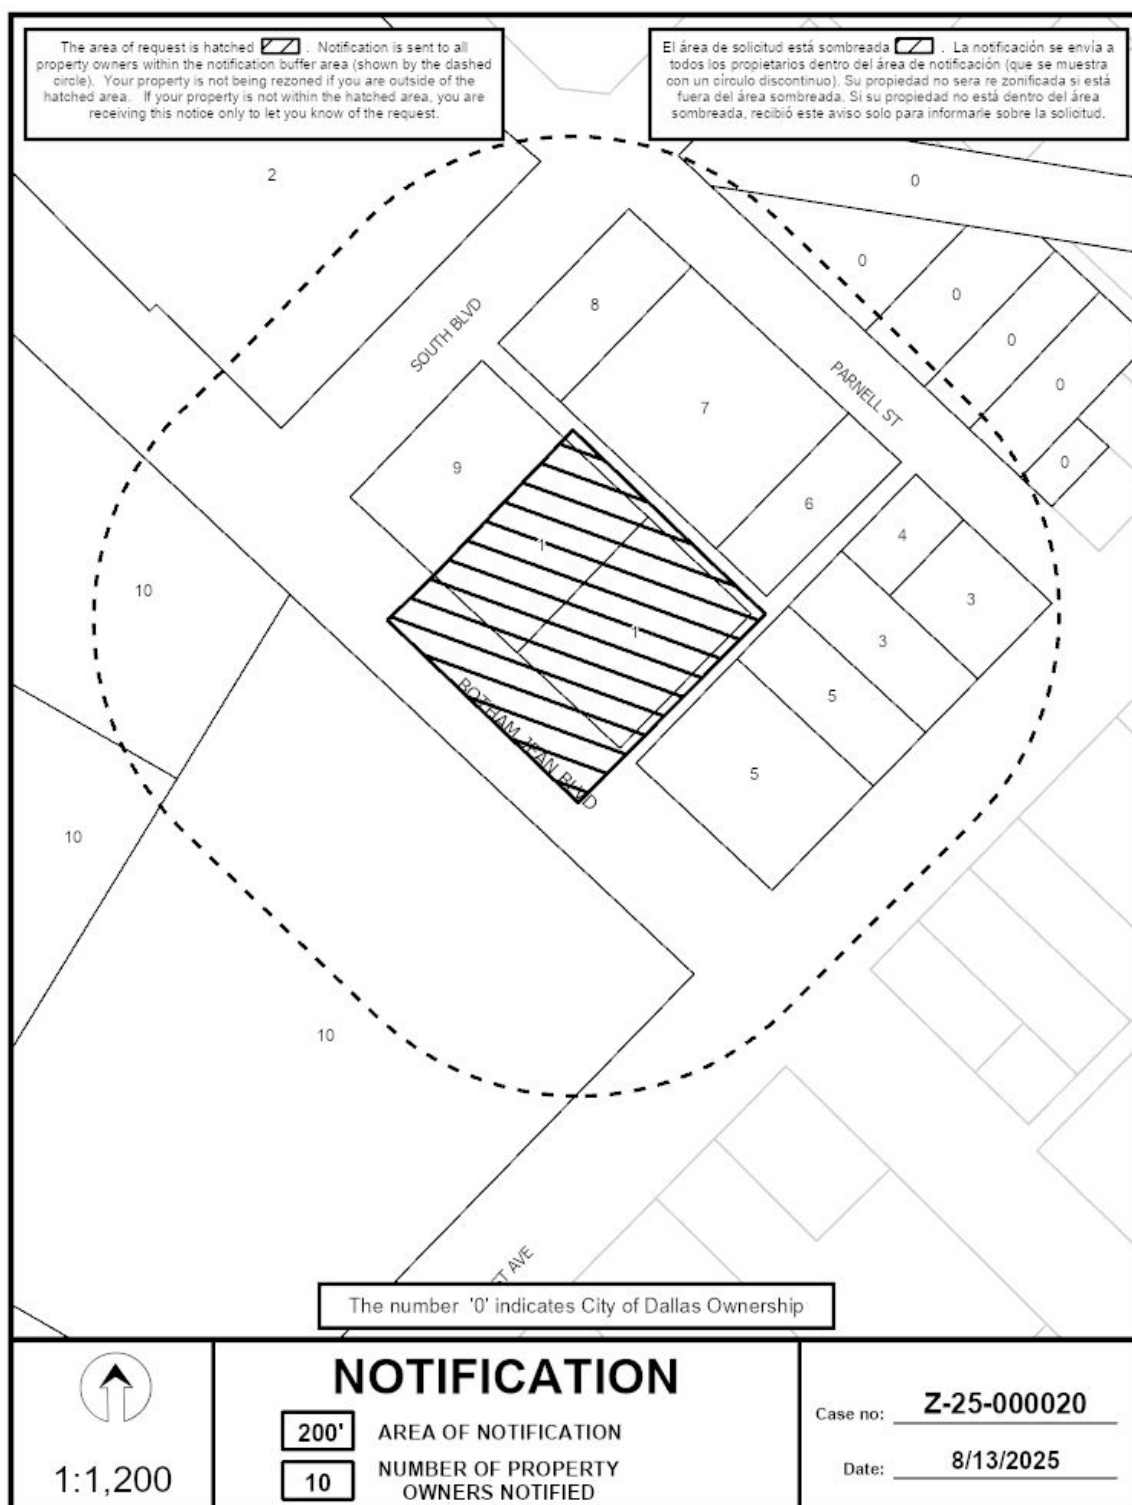 The area of request is hatched . Notification is sent to all
property owners within the notification buffer area (shown by the dashed
circle). Your property is not being rezoned if you are outside of the
hatched area. If your property is not within the hatched area, you are
receiving this notice only to let you know of the request.
El área de solicitud está sombreada . La notificación se envía a
todos los propietarios dentro del área de notificación (que se muestra
con un círculo discontinuo). Su propiedad no sera re zonificada si está
fuera del área sombreada. Si su propiedad no está dentro del área
sombreada, recibió este aviso solo para informarle sobre la solicitud.
2
0
0
0
0
0
0
8
SOUTH BLVD
PARNELL ST
7
9
6
4
1
3
10
1
3
5
BOTHAM JEAN BLVD
5
10
10
ST AVE
The number '0' indicates City of Dallas Ownership
1:1,200
NOTIFICATION
200' AREA OF NOTIFICATION
10 NUMBER OF PROPERTY
OWNERS NOTIFIED
Case no: Z-25-000020
Date: 8/13/2025